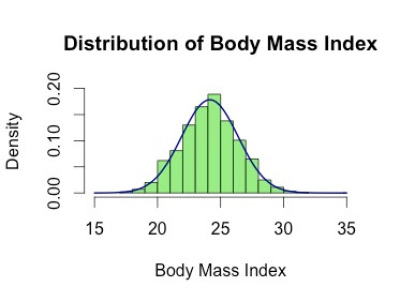 Distribution of Body Mass Index
Density
0.00 0.10 0.20
15 20 25 30 35
Body Mass Index